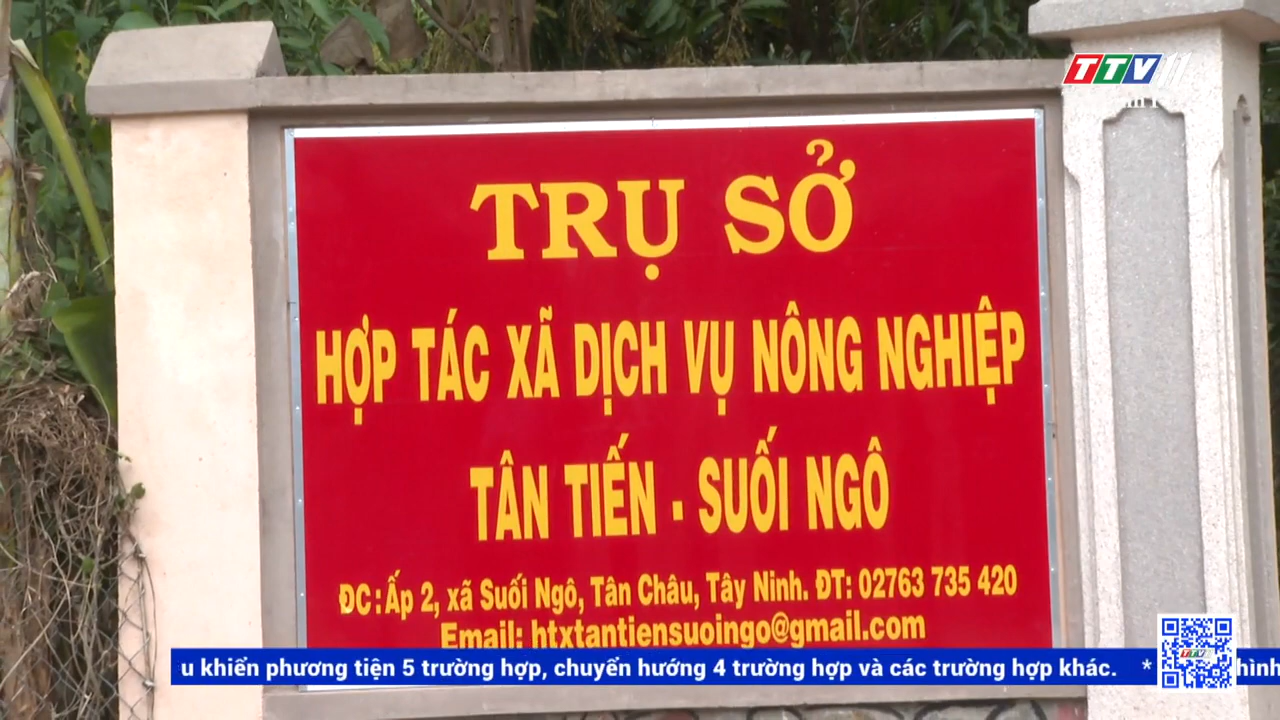 TTV11
TRỤ SỞ
HỢP TÁC XÃ DỊCH VỤ NÔNG NGHIỆP
TÂN TIẾN - SUỐI NGÔ
ĐC: Ấp 2, xã Suối Ngô, Tân Châu, Tây Ninh. ĐT: 02763 735 420
Email: htxtantiensuoingo@gmail.com
u khiển phương tiện 5 trường hợp, chuyển hướng 4 trường hợp và các trường hợp khác. *
hình
TTV11